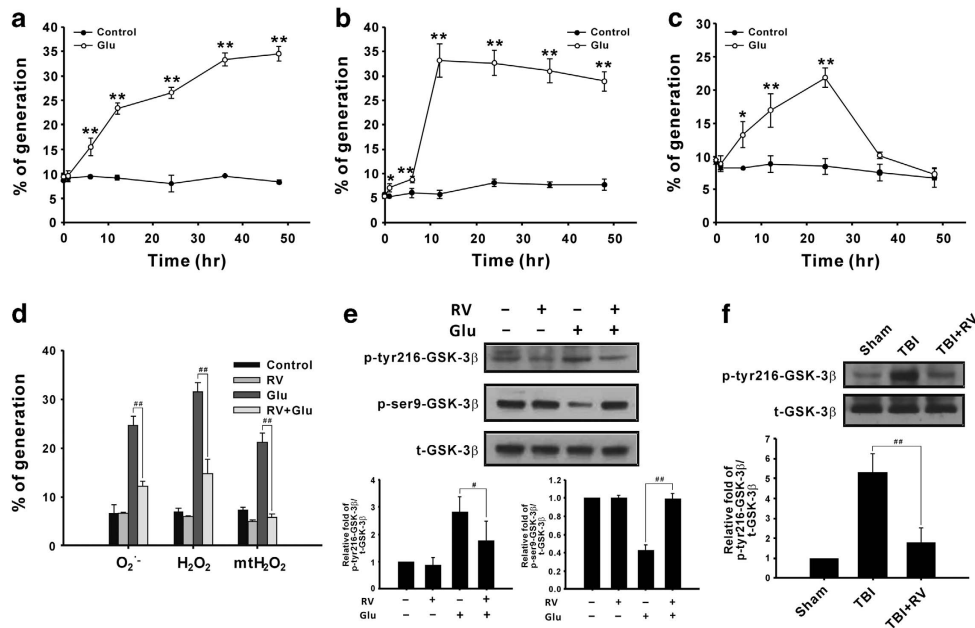 a
40
35
30
25
20
15
10
5
0
% of generation
Control
Glu
**
**
**
**
**
0 10 20 30 40 50
Time (hr)
b
40
35
30
25
20
15
10
5
0
% of generation
Control
Glu
*
**
**
**
**
**
0 10 20 30 40 50
Time (hr)
c
30
25
20
15
10
5
0
% of generation
Control
Glu
*
**
**
0 10 20 30 40 50
Time (hr)
d
40
30
20
10
0
% of generation
Control
RV
Glu
RV+Glu
##
##
##
O₂·⁻ H₂O₂ mtH₂O₂
e
RV − + − +
Glu − − + +
p-tyr216-GSK-3β
p-ser9-GSK-3β
t-GSK-3β
Relative fold of
p-tyr216-GSK-3β/
t-GSK-3β
4
3
2
1
0
#
− + − + RV
− − + + Glu
Relative fold of
p-ser9-GSK-3β/
t-GSK-3β
1.2
1.0
0.8
0.6
0.4
0.2
0.0
##
RV − + − +
Glu − − + +
f
Sham TBI TBI+RV
p-tyr216-GSK-3β
t-GSK-3β
Relative fold of
p-tyr216-GSK-3β/
t-GSK-3β
7
6
5
4
3
2
1
0
##
Sham TBI TBI+RV